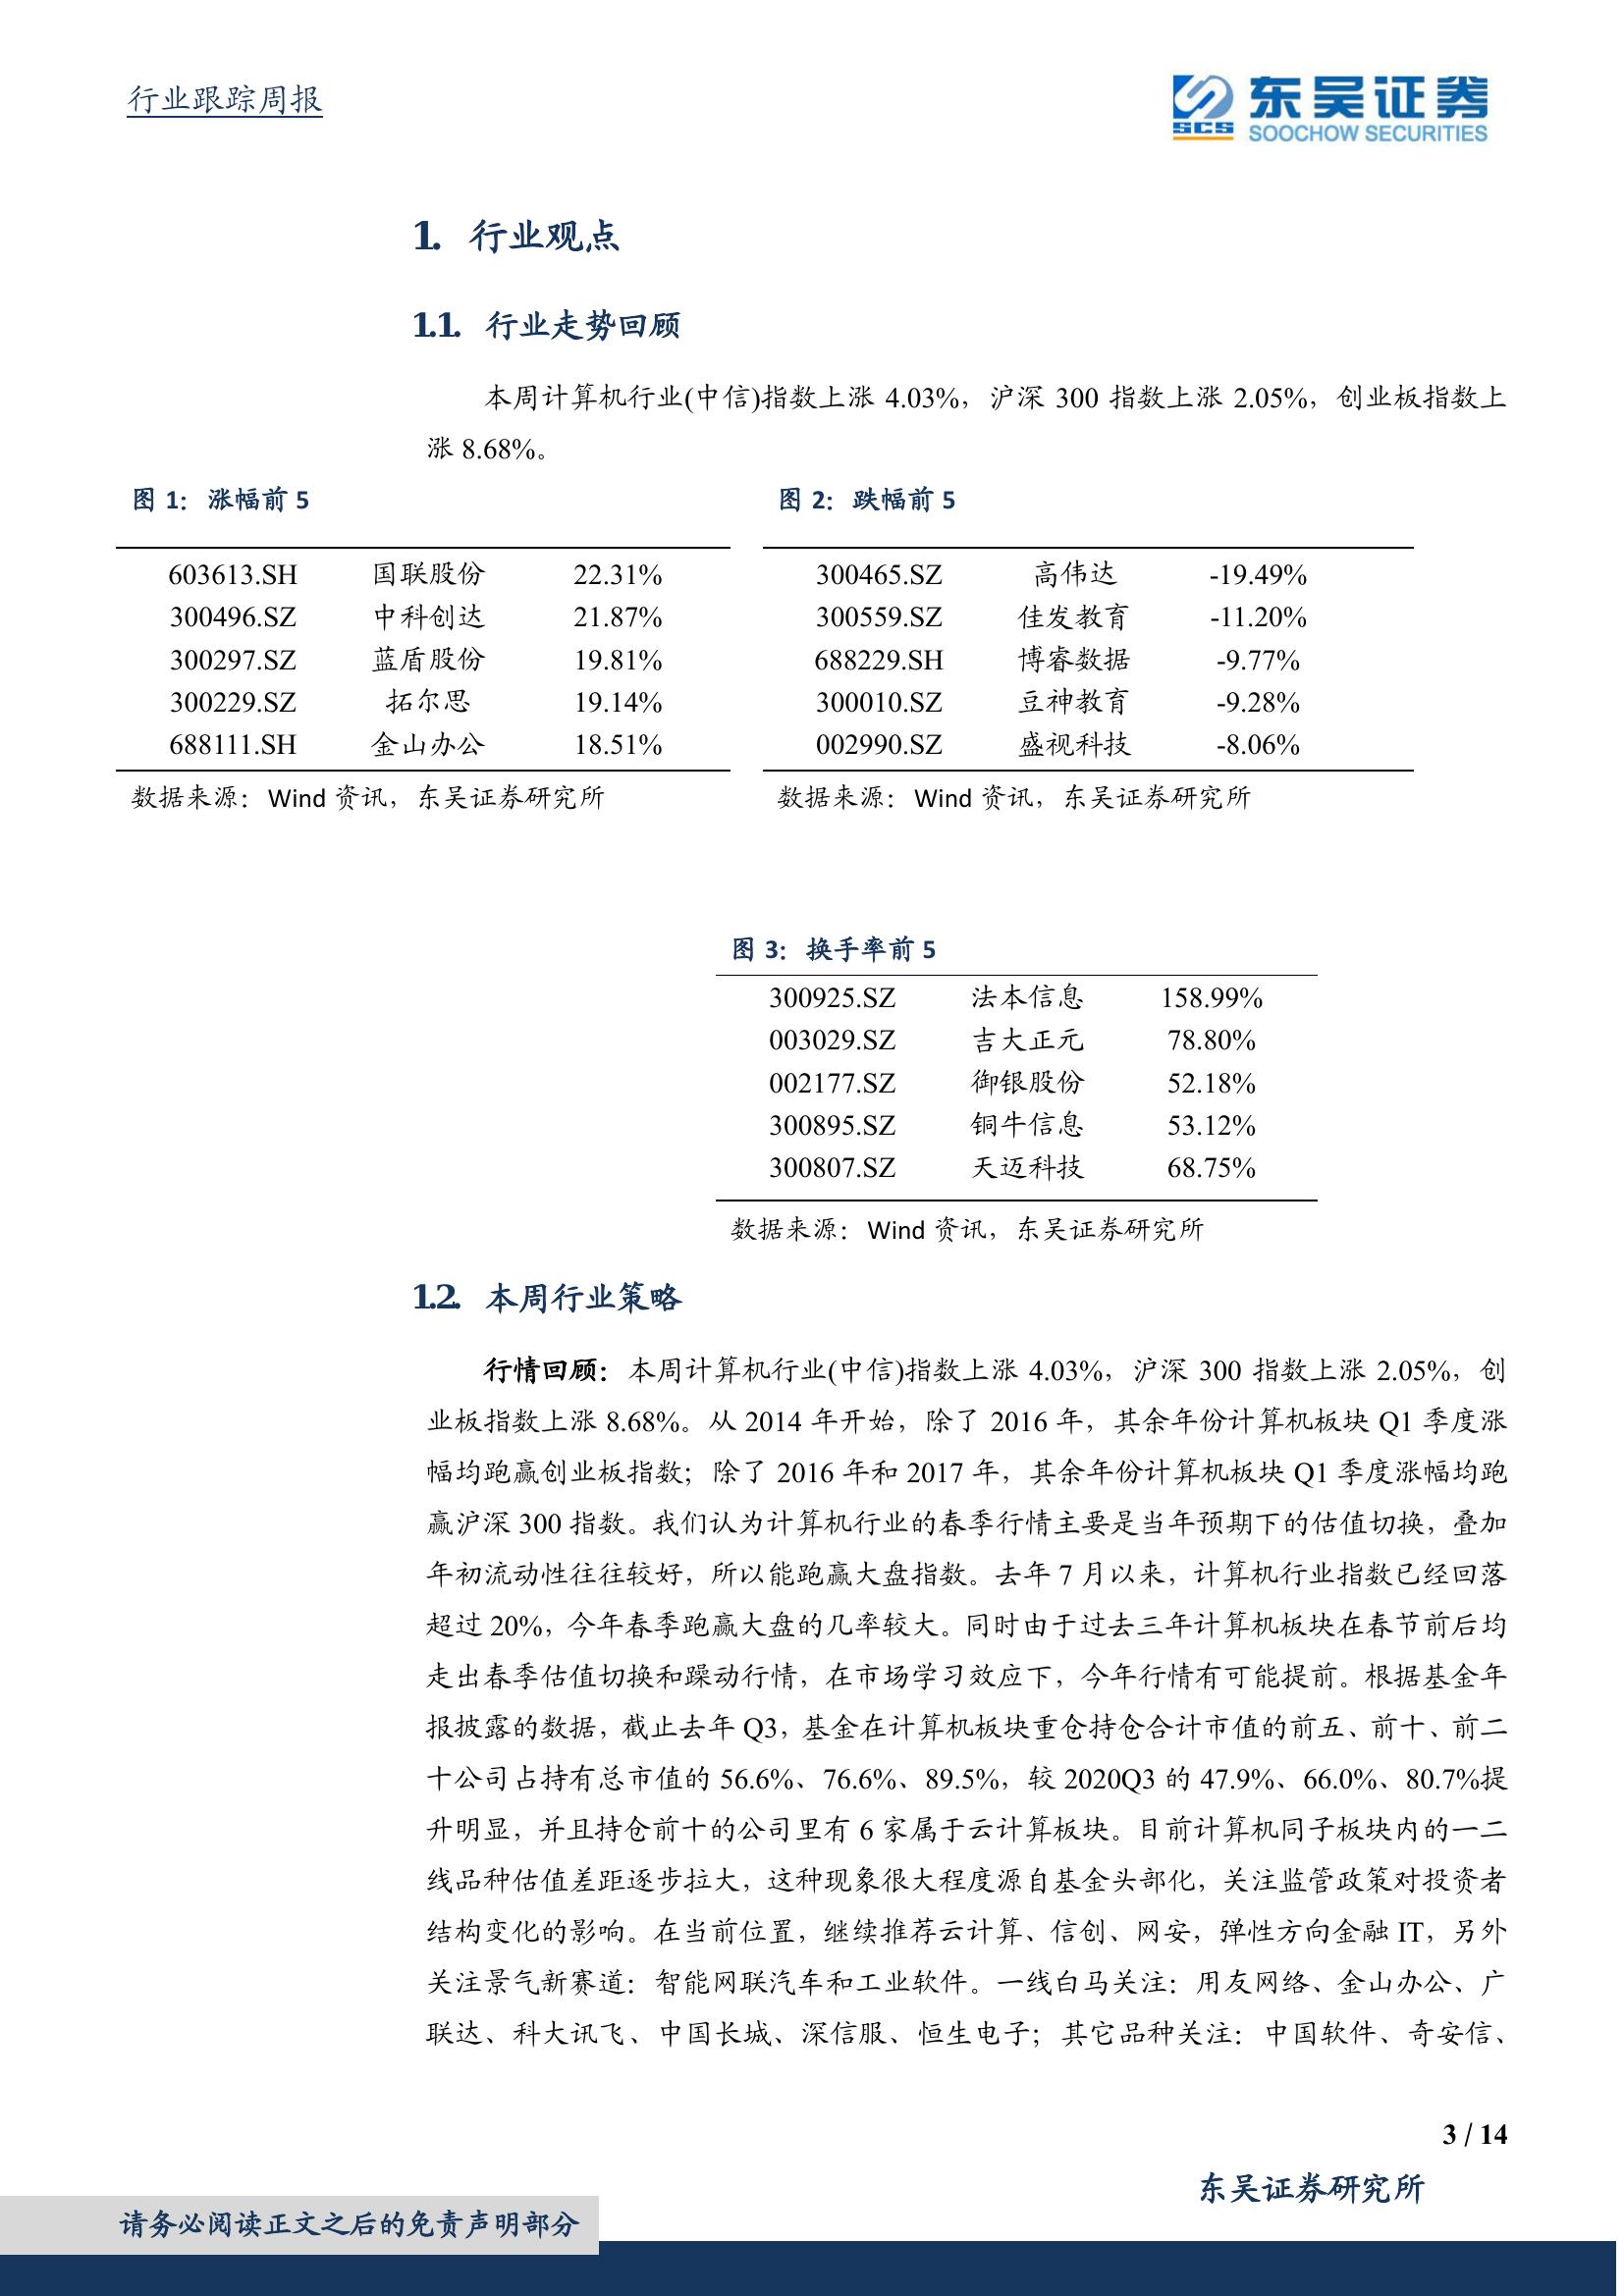 行业跟踪周报
东吴证券
SCS
SOOCHOW SECURITIES
1. 行业观点
1.1. 行业走势回顾
本周计算机行业(中信)指数上涨 4.03%，沪深 300 指数上涨 2.05%，创业板指数上
涨 8.68%。
图 1：涨幅前 5
603613.SH 国联股份 22.31%
300496.SZ 中科创达 21.87%
300297.SZ 蓝盾股份 19.81%
300229.SZ 拓尔思 19.14%
688111.SH 金山办公 18.51%
数据来源：Wind 资讯，东吴证券研究所
图 2：跌幅前 5
300465.SZ 高伟达 -19.49%
300559.SZ 佳发教育 -11.20%
688229.SH 博睿数据 -9.77%
300010.SZ 豆神教育 -9.28%
002990.SZ 盛视科技 -8.06%
数据来源：Wind 资讯，东吴证券研究所
图 3：换手率前 5
300925.SZ 法本信息 158.99%
003029.SZ 吉大正元 78.80%
002177.SZ 御银股份 52.18%
300895.SZ 铜牛信息 53.12%
300807.SZ 天迈科技 68.75%
数据来源：Wind 资讯，东吴证券研究所
1.2. 本周行业策略
行情回顾：本周计算机行业(中信)指数上涨 4.03%，沪深 300 指数上涨 2.05%，创
业板指数上涨 8.68%。从 2014 年开始，除了 2016 年，其余年份计算机板块 Q1 季度涨
幅均跑赢创业板指数；除了 2016 年和 2017 年，其余年份计算机板块 Q1 季度涨幅均跑
赢沪深 300 指数。我们认为计算机行业的春季行情主要是当年预期下的估值切换，叠加
年初流动性往往较好，所以能跑赢大盘指数。去年 7 月以来，计算机行业指数已经回落
超过 20%，今年春季跑赢大盘的几率较大。同时由于过去三年计算机板块在春节前后均
走出春季估值切换和躁动行情，在市场学习效应下，今年行情有可能提前。根据基金年
报披露的数据，截止去年 Q3，基金在计算机板块重仓持仓合计市值的前五、前十、前二
十公司占持有总市值的 56.6%、76.6%、89.5%，较 2020Q3 的 47.9%、66.0%、80.7%提
升明显，并且持仓前十的公司里有 6 家属于云计算板块。目前计算机同子板块内的一二
线品种估值差距逐步拉大，这种现象很大程度源自基金头部化，关注监管政策对投资者
结构变化的影响。在当前位置，继续推荐云计算、信创、网安，弹性方向金融 IT，另外
关注景气新赛道：智能网联汽车和工业软件。一线白马关注：用友网络、金山办公、广
联达、科大讯飞、中国长城、深信服、恒生电子；其它品种关注：中国软件、奇安信、
3 / 14
东吴证券研究所
请务必阅读正文之后的免责声明部分